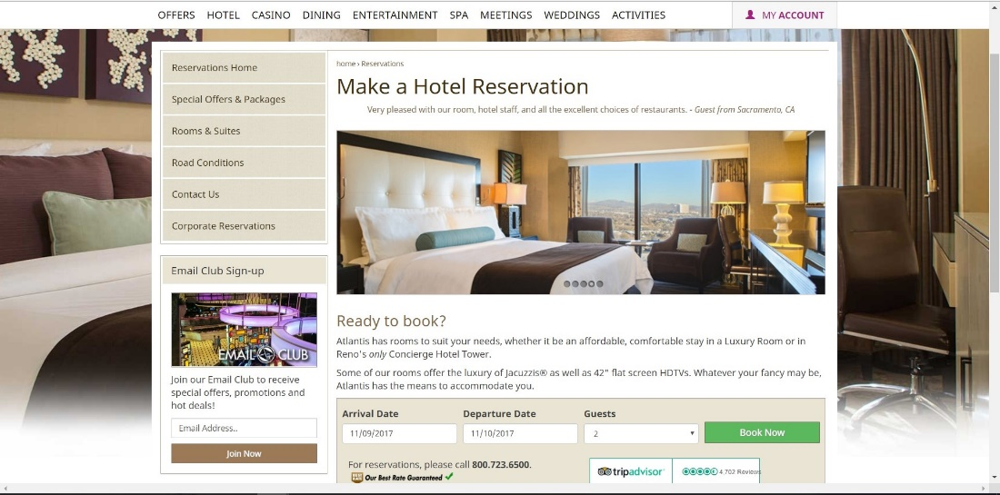 OFFERS HOTEL CASINO DINING ENTERTAINMENT SPA MEETINGS WEDDINGS ACTIVITIES MY ACCOUNT
Reservations Home
Special Offers & Packages
Rooms & Suites
Road Conditions
Contact Us
Corporate Reservations
Email Club Sign-up
EMAIL CLUB
Join our Email Club to receive
special offers, promotions and
hot deals!
Email Address..
Join Now
home › Reservations
Make a Hotel Reservation
Very pleased with our room, hotel staff, and all the excellent choices of restaurants. - Guest from Sacramento, CA
Ready to book?
Atlantis has rooms to suit your needs, whether it be an affordable, comfortable stay in a Luxury Room or in
Reno's only Concierge Hotel Tower.
Some of our rooms offer the luxury of Jacuzzis® as well as 42" flat screen HDTVs. Whatever your fancy may be,
Atlantis has the means to accommodate you.
Arrival Date Departure Date Guests
11/09/2017 11/10/2017 2 Book Now
For reservations, please call 800.723.6500.
Our Best Rate Guaranteed
tripadvisor 4,702 Reviews